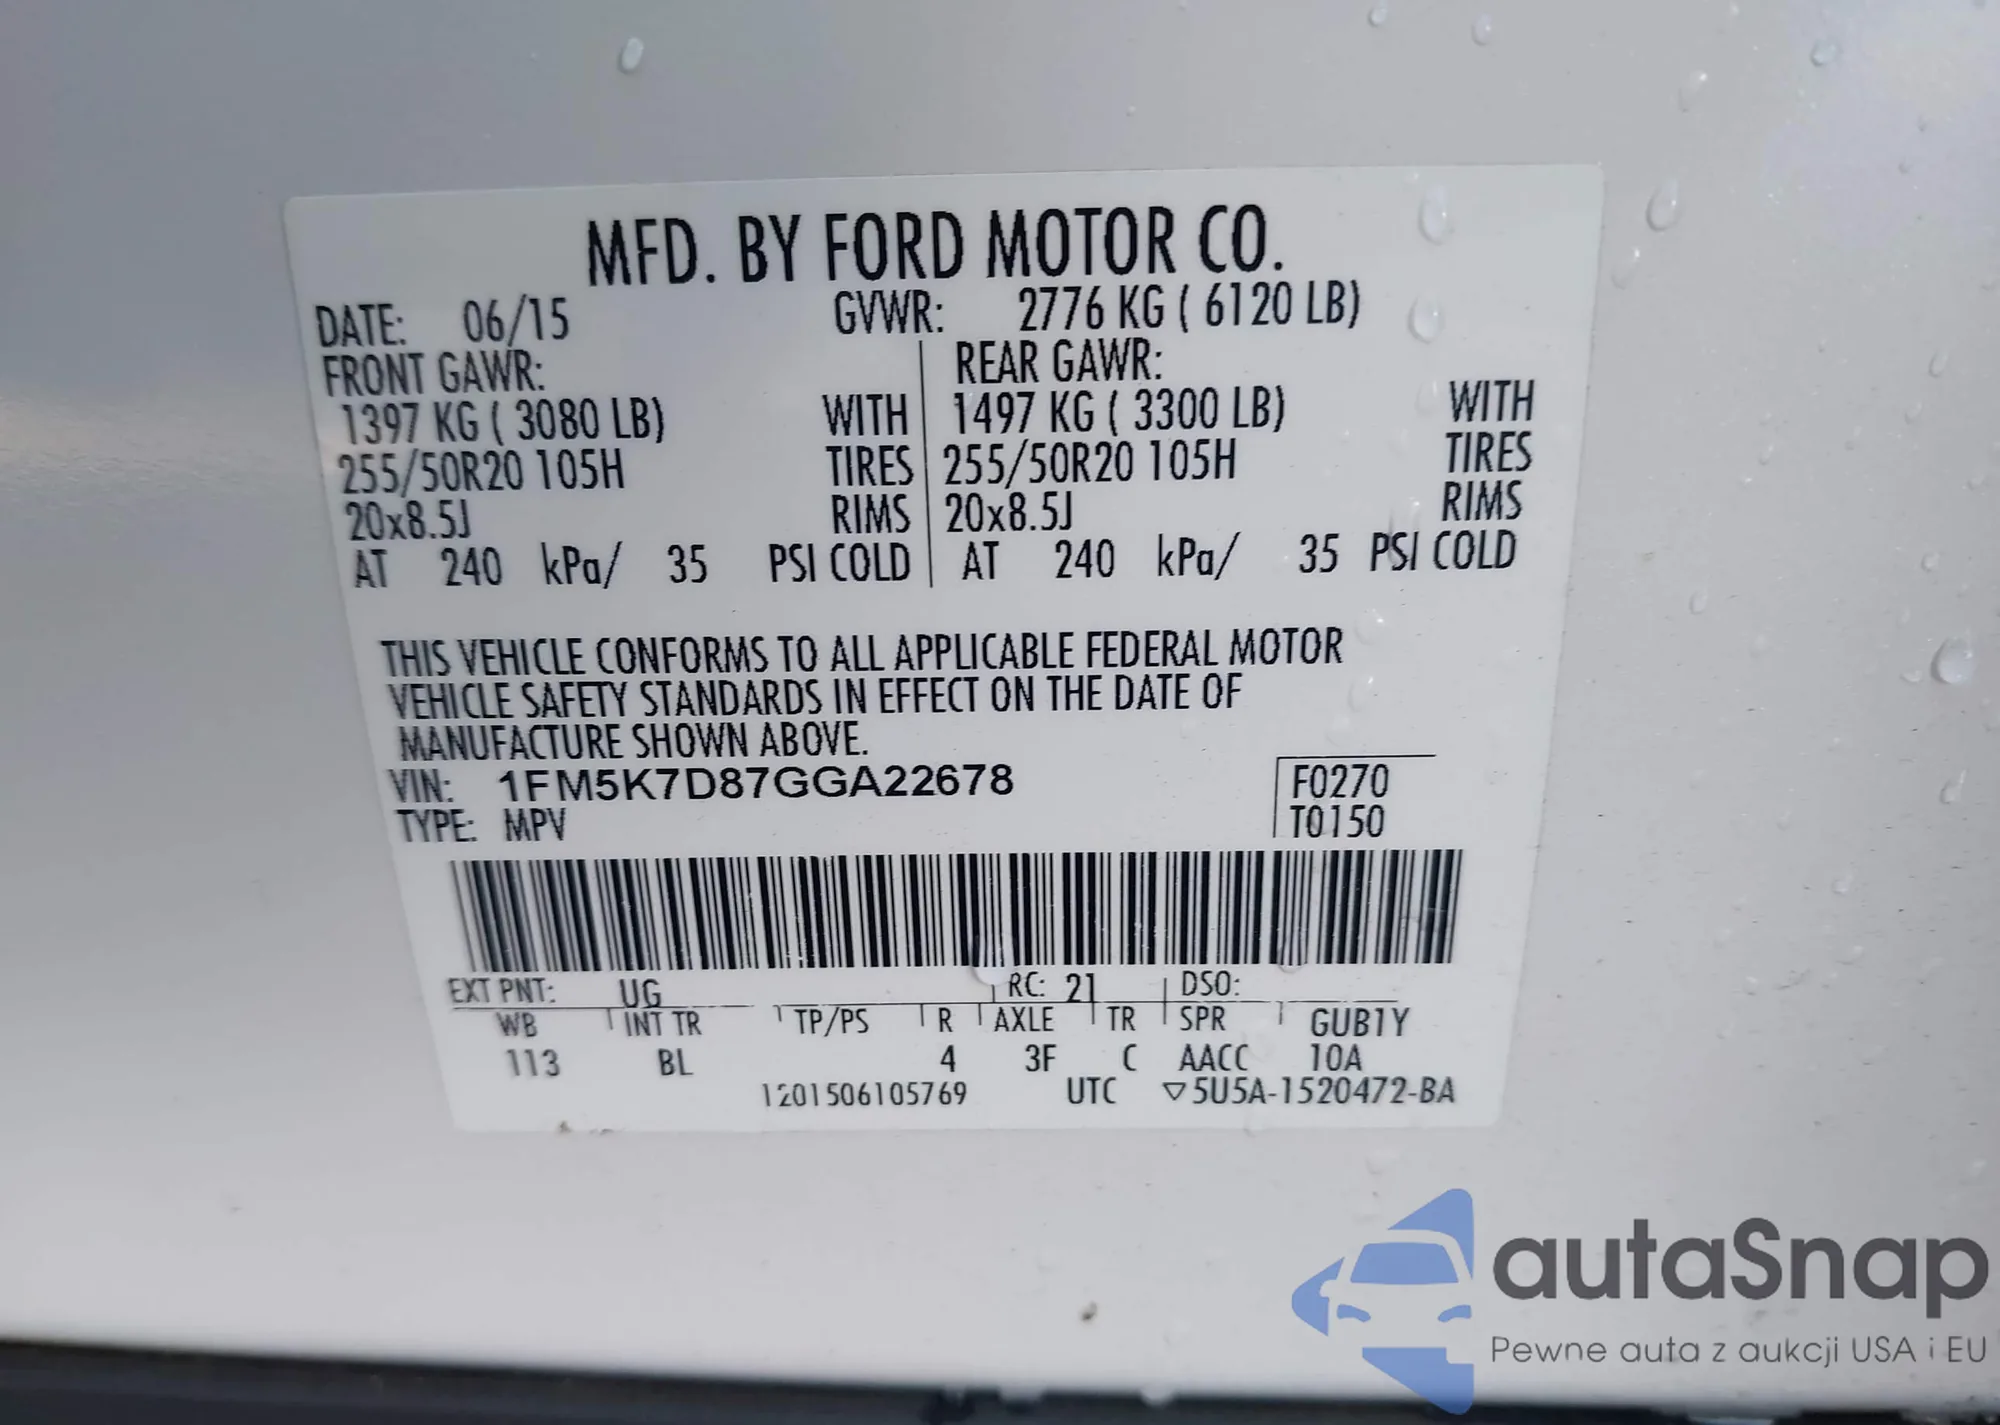 MFD. BY FORD MOTOR CO.
DATE: 06/15 GVWR: 2776 KG ( 6120 LB)
FRONT GAWR: REAR GAWR:
1397 KG ( 3080 LB) WITH 1497 KG ( 3300 LB) WITH
255/50R20 105H TIRES 255/50R20 105H TIRES
20x8.5J RIMS 20x8.5J RIMS
AT 240 kPa/ 35 PSI COLD AT 240 kPa/ 35 PSI COLD
THIS VEHICLE CONFORMS TO ALL APPLICABLE FEDERAL MOTOR
VEHICLE SAFETY STANDARDS IN EFFECT ON THE DATE OF
MANUFACTURE SHOWN ABOVE.
VIN: 1FM5K7D87GGA22678 F0270
TYPE: MPV T0150
EXT PNT: UG RC: 21 DSO:
WB INT TR TP/PS R AXLE TR SPR GUB1Y
113 BL 4 3F C AACC 10A
1201506105769 UTC ▽5U5A-1520472-BA
autaSnap
Pewne auta z aukcji USA i EU